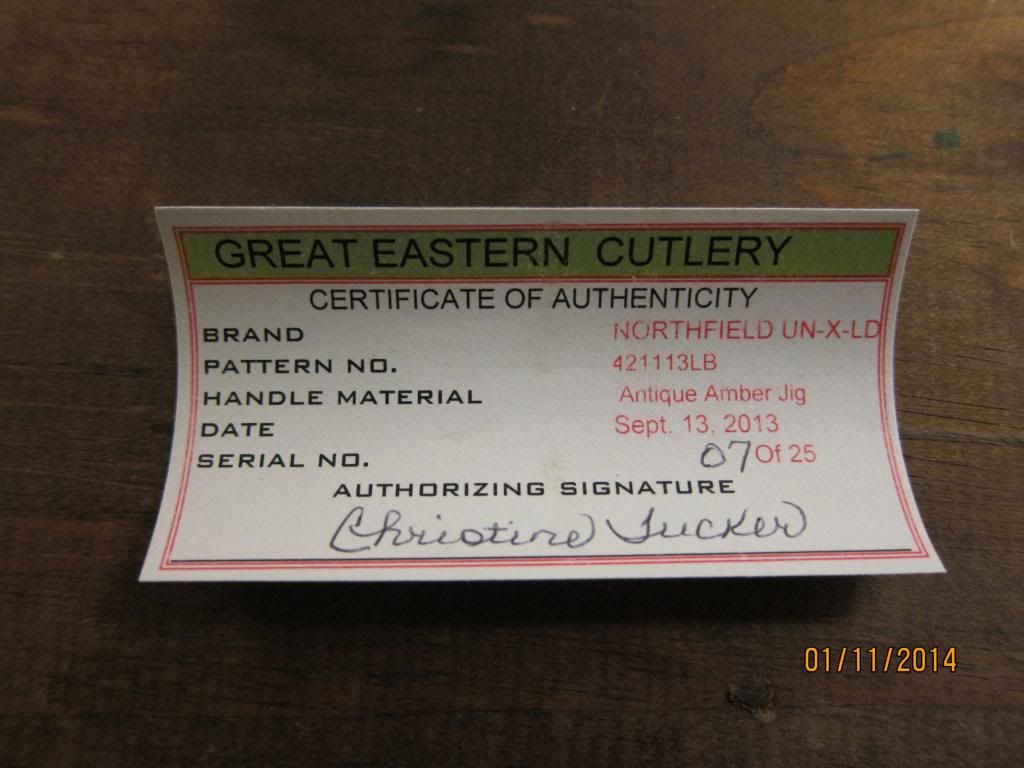 GREAT EASTERN CUTLERY
CERTIFICATE OF AUTHENTICITY
BRAND NORTHFIELD UN-X-LD
PATTERN NO. 421113LB
HANDLE MATERIAL Antique Amber Jig
DATE Sept. 13, 2013
SERIAL NO. 07 Of 25
AUTHORIZING SIGNATURE
Christine Tucker
01/11/2014